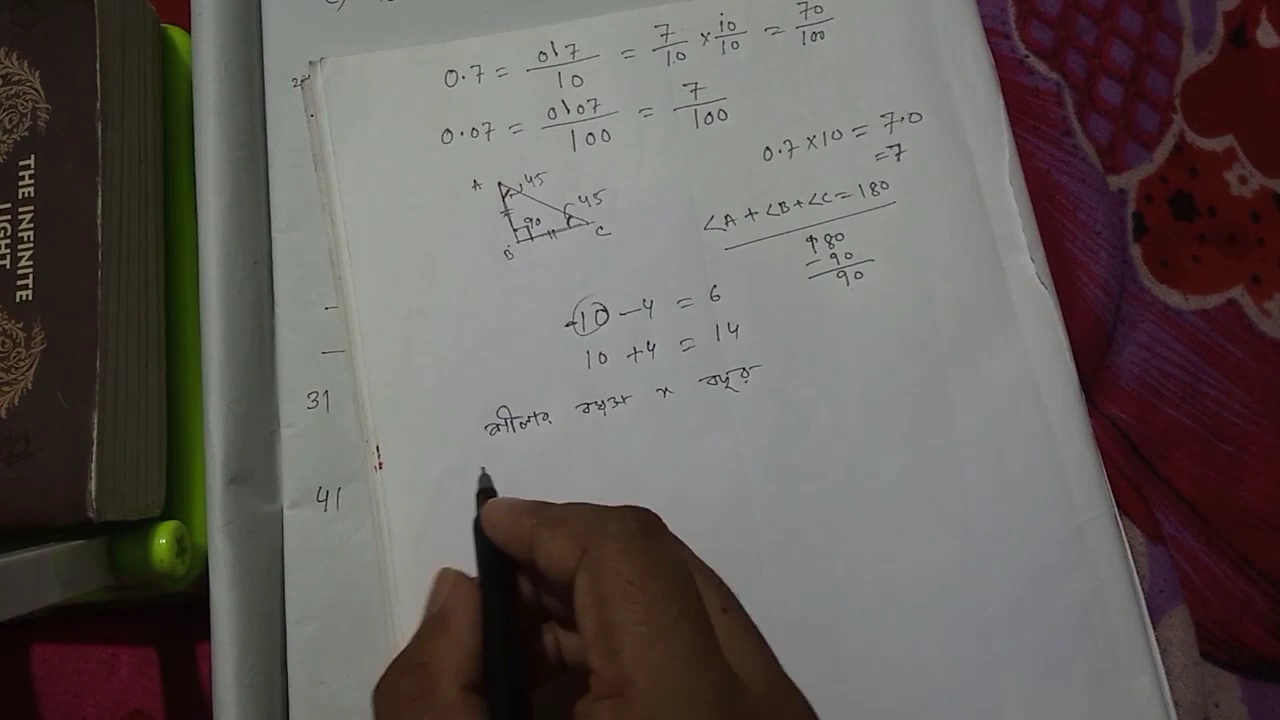 0.7 = 0|7/10 = 7/10 × 10/10 = 70/100
0.07 = 0|07/100 = 7/100
0.7 × 10 = 7.0
= 7
A 45
90 45
B C
∠A + ∠B + ∠C = 180
180
- 90
90
10 - 4 = 6
10 + 4 = 14
31
x
41
THE INFINITE
LIGHT